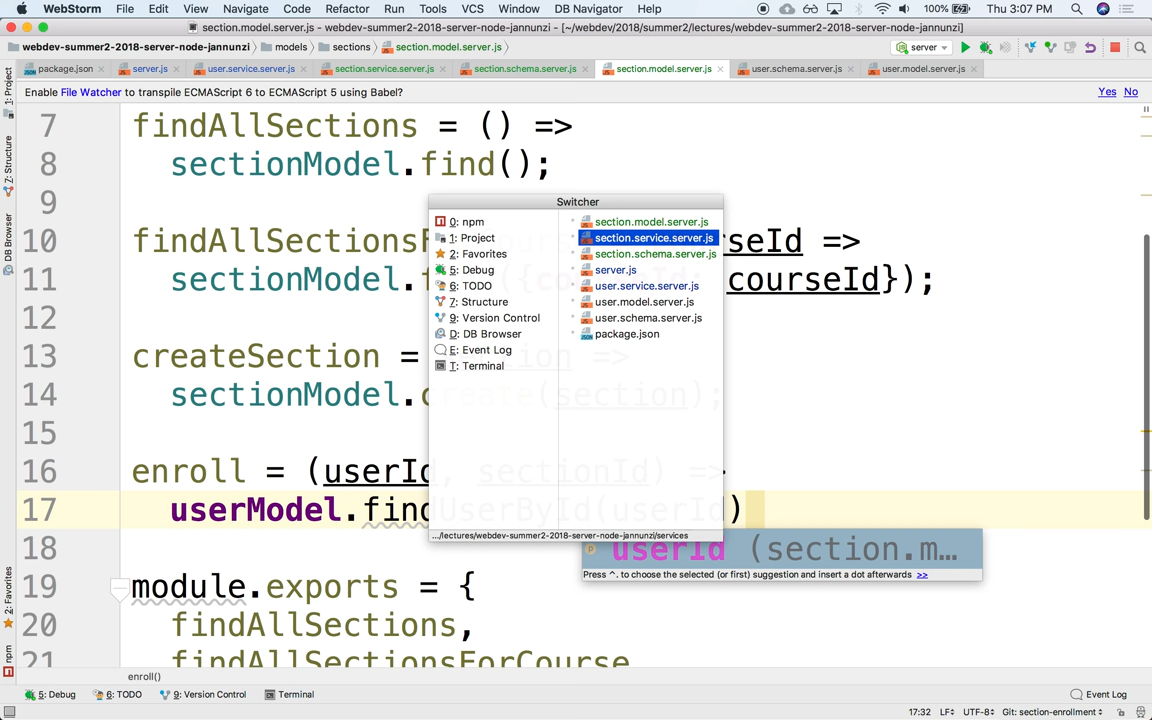 WebStorm File Edit View Navigate Code Refactor Run Tools VCS Window DB Navigator Help 100% Thu 3:07 PM
section.model.server.js - webdev-summer2-2018-server-node-jannunzi - [~/webdev/2018/summer2/lectures/webdev-summer2-2018-server-node-jannunzi]
webdev-summer2-2018-server-node-jannunzi models sections section.model.server.js server
package.json server.js user.service.server.js section.service.server.js section.schema.server.js section.model.server.js user.schema.server.js user.model.server.js
Enable File Watcher to transpile ECMAScript 6 to ECMAScript 5 using Babel? Yes No
1: Project
7: Structure
DB Browser
2: Favorites
npm
7 findAllSections = () =>
8 sectionModel.find();
9
10 findAllSections seId =>
11 sectionModel. courseId});
12
13 createSection = =>
14 sectionModel.create(section);
15
16 enroll = (userId, sectionId) =>
17 userModel.findUserById(userId)
18
19 module.exports = {
20 findAllSections,
21 findAllSectionsForCourse
Switcher
0: npm
1: Project
2: Favorites
5: Debug
6: TODO
7: Structure
9: Version Control
D: DB Browser
E: Event Log
T: Terminal
section.model.server.js
section.service.server.js
section.schema.server.js
server.js
user.service.server.js
user.model.server.js
user.schema.server.js
package.json
.../lectures/webdev-summer2-2018-server-node-jannunzi/services
userId (section.m...
Press ^. to choose the selected (or first) suggestion and insert a dot afterwards >>
enroll()
5: Debug 6: TODO 9: Version Control Terminal Event Log
17:32 LF UTF-8 Git: section-enrollment